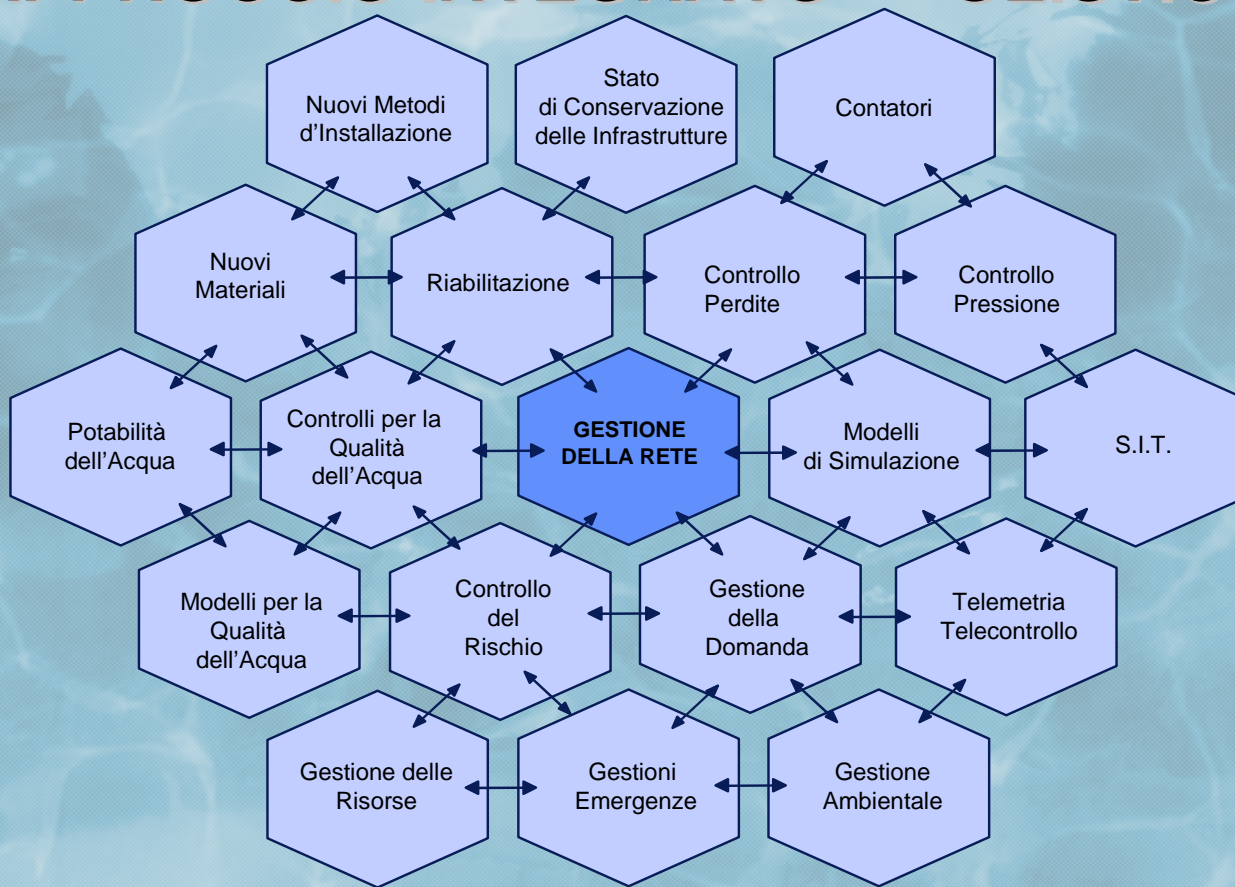 Nuovi Metodi
d'Installazione
Stato
di Conservazione
delle Infrastrutture
Contatori
Nuovi
Materiali
Riabilitazione
Controllo
Perdite
Controllo
Pressione
Potabilità
dell'Acqua
Controlli per la
Qualità
dell'Acqua
GESTIONE
DELLA RETE
Modelli
di Simulazione
S.I.T.
Modelli per la
Qualità
dell'Acqua
Controllo
del
Rischio
Gestione
della
Domanda
Telemetria
Telecontrollo
Gestione delle
Risorse
Gestioni
Emergenze
Gestione
Ambientale